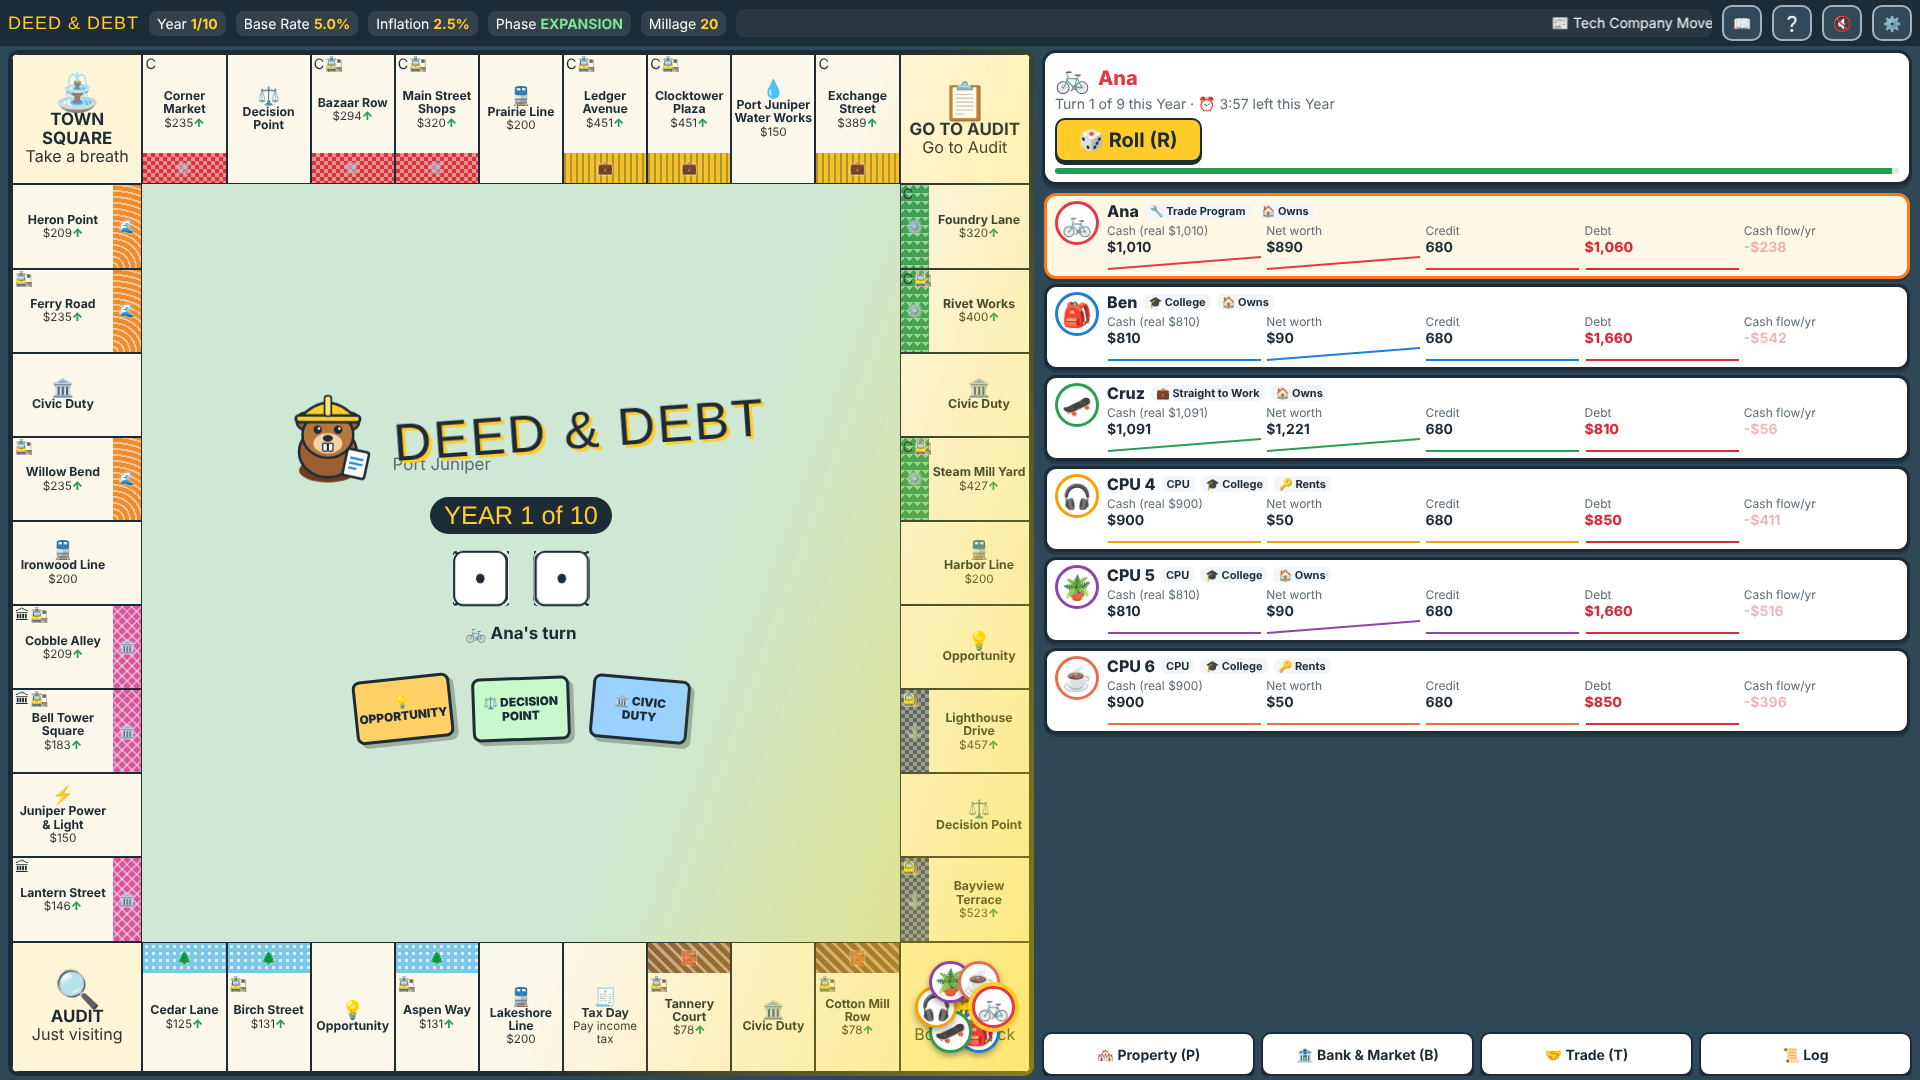 DEED & DEBT
Year 1/10
Base Rate 5.0%
Inflation 2.5%
Phase EXPANSION
Millage 20
Tech Company Move
?
TOWN
SQUARE
Take a breath
C
Corner
Market
$235↑
Decision
Point
C
Bazaar Row
$294↑
C
Main Street
Shops
$320↑
Prairie Line
$200
C
Ledger
Avenue
$451↑
C
Clocktower
Plaza
$451↑
Port Juniper
Water Works
$150
C
Exchange
Street
$389↑
GO TO AUDIT
Go to Audit
Heron Point
$209↑
Ferry Road
$235↑
Civic Duty
Willow Bend
$235↑
Ironwood Line
$200
Cobble Alley
$209↑
Bell Tower
Square
$183↑
Juniper Power
& Light
$150
Lantern Street
$146↑
C
Foundry Lane
$320↑
C
Rivet Works
$400↑
Civic Duty
C
Steam Mill Yard
$427↑
Harbor Line
$200
Opportunity
Lighthouse
Drive
$457↑
Decision Point
Bayview
Terrace
$523↑
DEED & DEBT
Port Juniper
YEAR 1 of 10
Ana's turn
OPPORTUNITY
DECISION
POINT
CIVIC
DUTY
AUDIT
Just visiting
Cedar Lane
$125↑
Birch Street
$131↑
Opportunity
Aspen Way
$131↑
Lakeshore
Line
$200
Tax Day
Pay income
tax
Tannery
Court
$78↑
Civic Duty
Cotton Mill
Row
$78↑
Ana
Turn 1 of 9 this Year · ⏰ 3:57 left this Year
Roll (R)
Ana Trade Program Owns
Cash (real $1,010) Net worth Credit Debt Cash flow/yr
$1,010 $890 680 $1,060 -$238
Ben College Owns
Cash (real $810) Net worth Credit Debt Cash flow/yr
$810 $90 680 $1,660 -$542
Cruz Straight to Work Owns
Cash (real $1,091) Net worth Credit Debt Cash flow/yr
$1,091 $1,221 680 $810 -$56
CPU 4 CPU College Rents
Cash (real $900) Net worth Credit Debt Cash flow/yr
$900 $50 680 $850 -$411
CPU 5 CPU College Owns
Cash (real $810) Net worth Credit Debt Cash flow/yr
$810 $90 680 $1,660 -$516
CPU 6 CPU College Rents
Cash (real $900) Net worth Credit Debt Cash flow/yr
$900 $50 680 $850 -$396
Property (P)
Bank & Market (B)
Trade (T)
Log